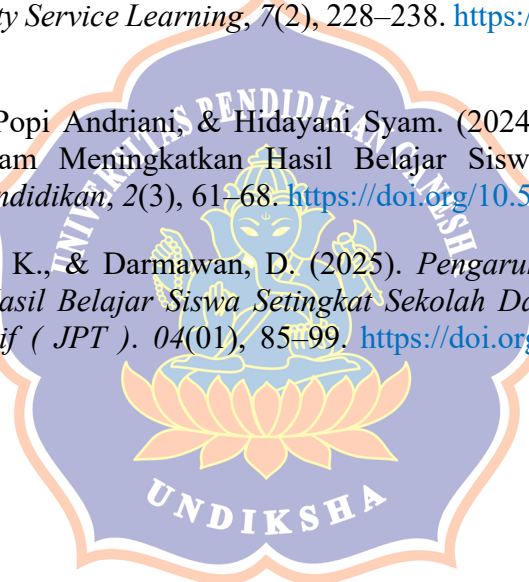 ty Service Learning, 7(2), 228–238. https:/
Popi Andriani, & Hidayani Syam. (2024
am Meningkatkan Hasil Belajar Sisw
ndidikan, 2(3), 61–68. https://doi.org/10.5
K., & Darmawan, D. (2025). Pengaruh
Hasil Belajar Siswa Setingkat Sekolah Da
if ( JPT ). 04(01), 85–99. https://doi.org
UNIVERSITAS PENDIDIKAN GANESHA
UNDIKSHA